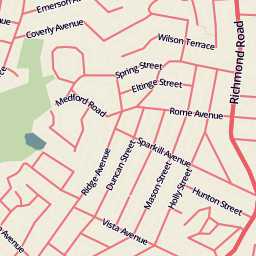 Emerson Avenue
Coverly Avenue
Wilson Terrace
Richmond Road
Spring Street
Eltinge Street
Medford Road
Rome Avenue
Sparkill Avenue
Ridge Avenue
Duncan Street
Mason Street
Holly Street
Hunton Street
Vista Avenue
Avenue